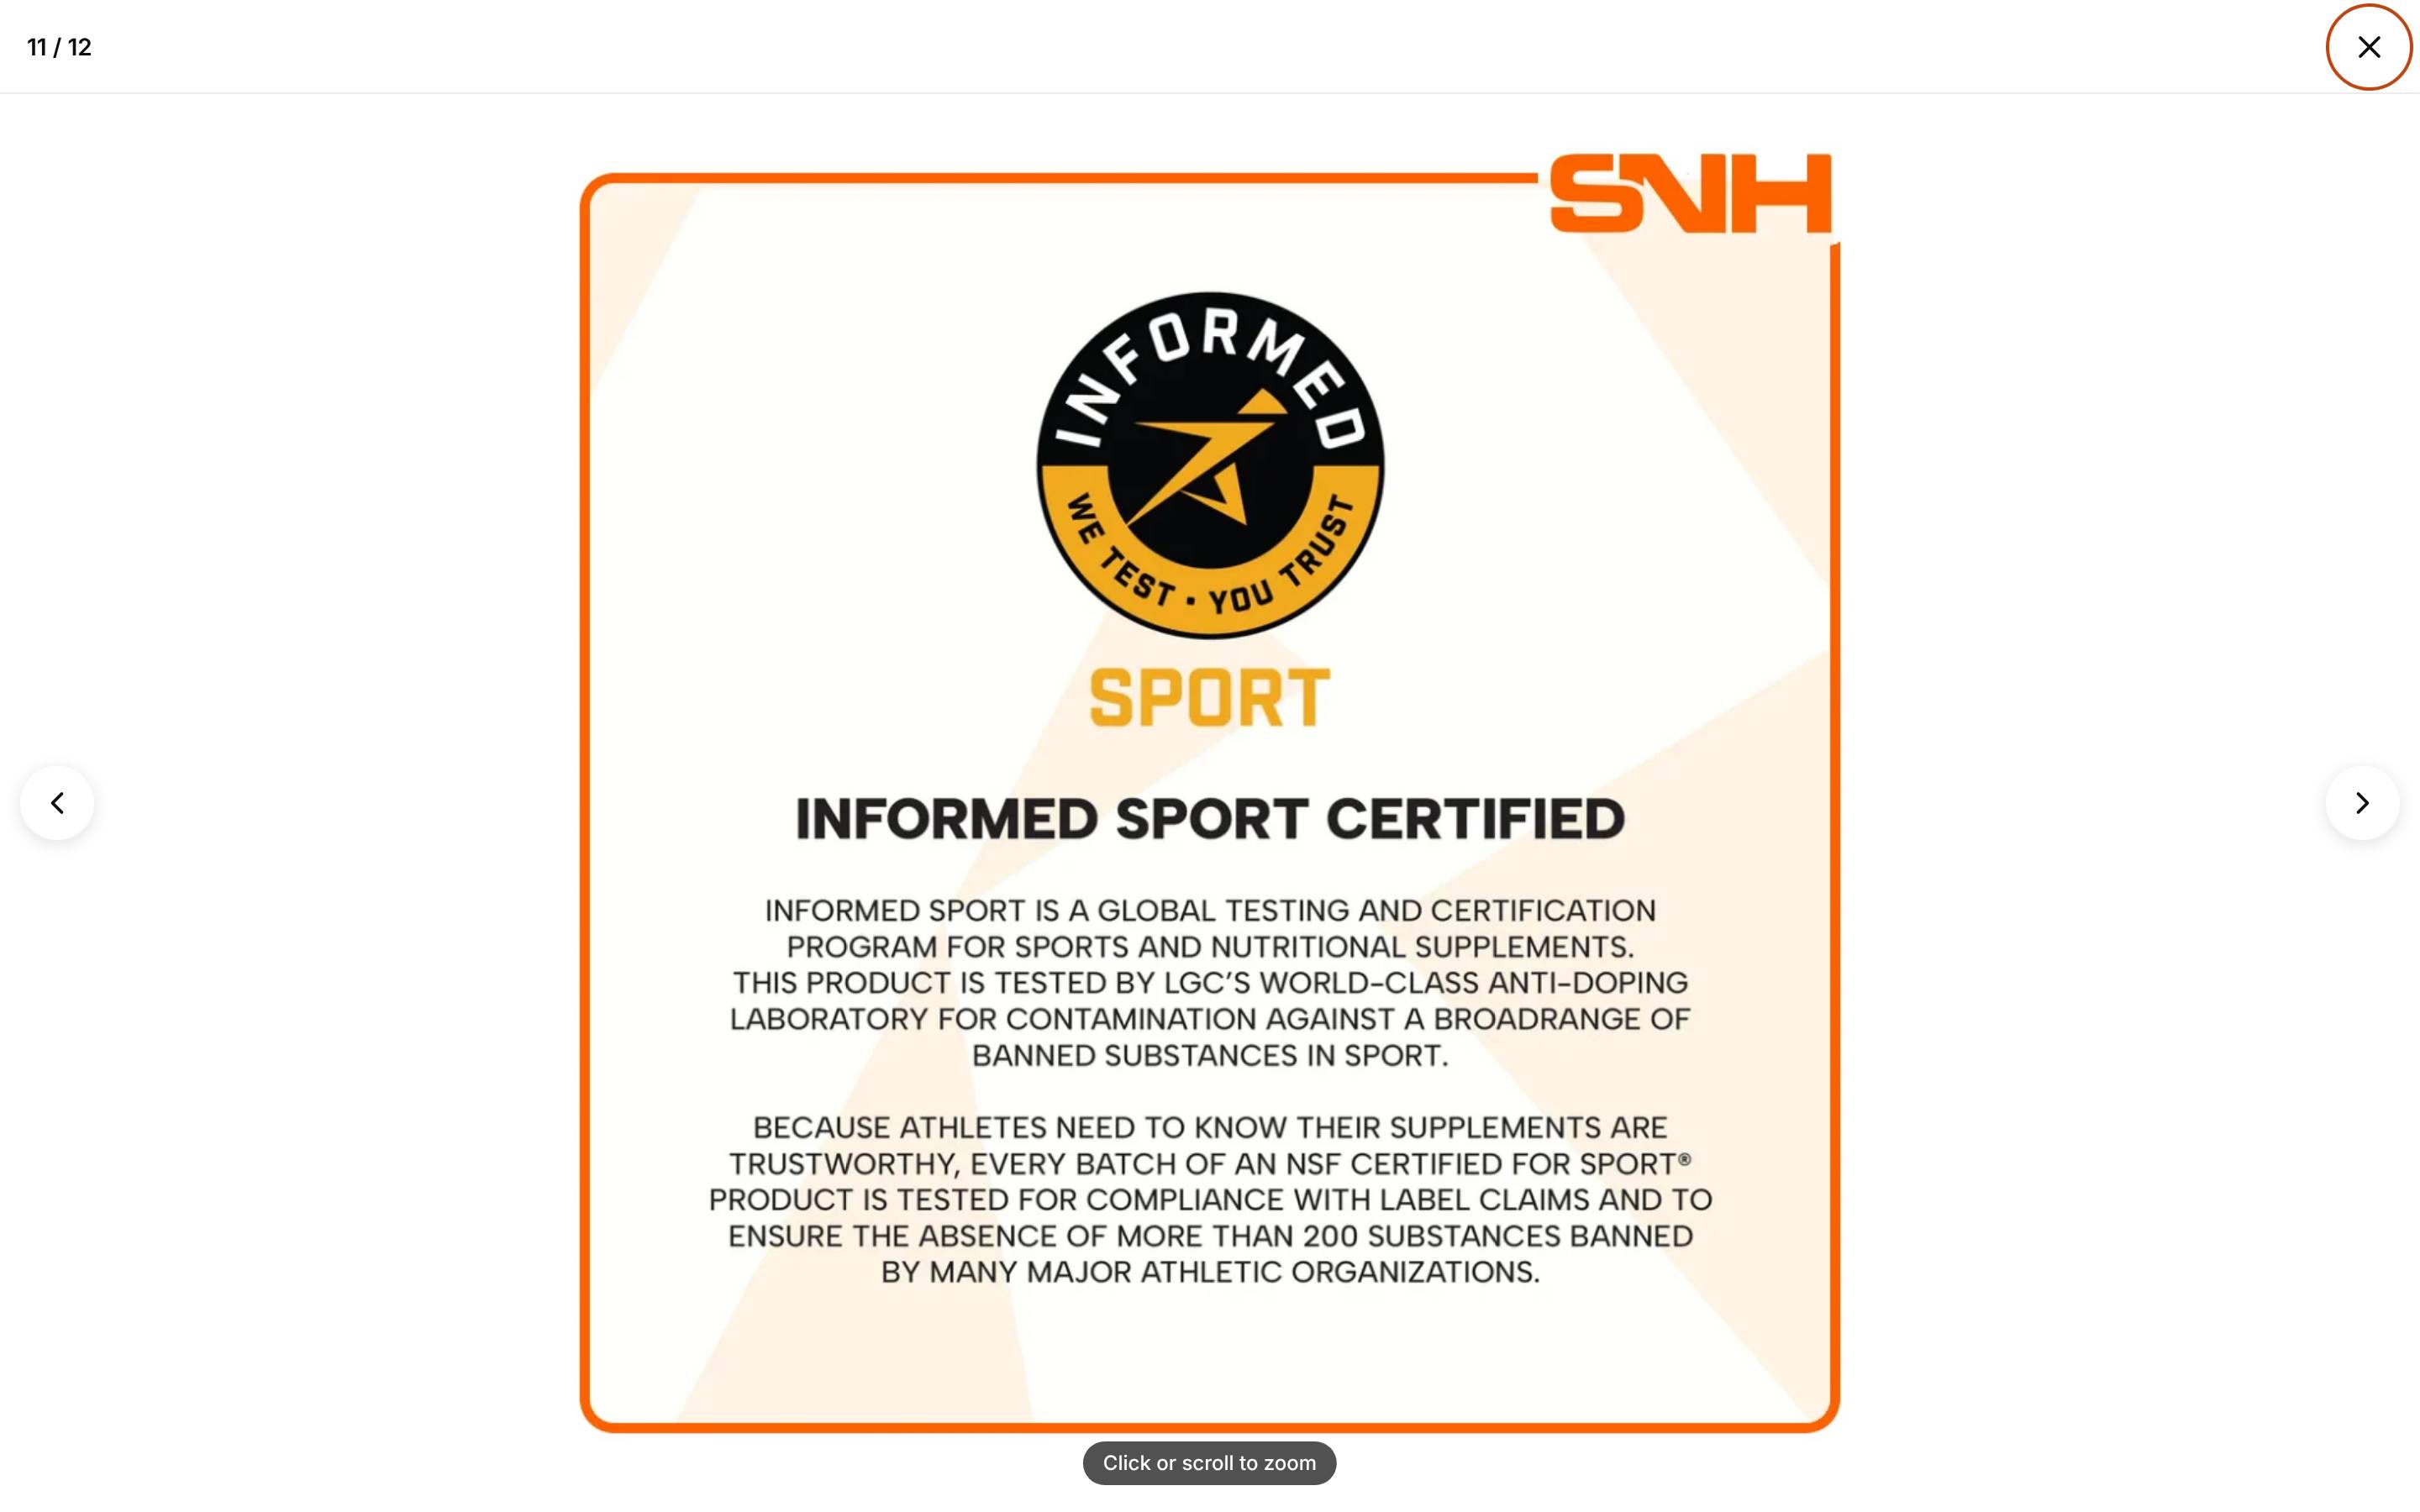 11 / 12
SNH
INFORMED
WE TEST · YOU TRUST
SPORT
INFORMED SPORT CERTIFIED
INFORMED SPORT IS A GLOBAL TESTING AND CERTIFICATION
PROGRAM FOR SPORTS AND NUTRITIONAL SUPPLEMENTS.
THIS PRODUCT IS TESTED BY LGC’S WORLD-CLASS ANTI-DOPING
LABORATORY FOR CONTAMINATION AGAINST A BROADRANGE OF
BANNED SUBSTANCES IN SPORT.
BECAUSE ATHLETES NEED TO KNOW THEIR SUPPLEMENTS ARE
TRUSTWORTHY, EVERY BATCH OF AN NSF CERTIFIED FOR SPORT®
PRODUCT IS TESTED FOR COMPLIANCE WITH LABEL CLAIMS AND TO
ENSURE THE ABSENCE OF MORE THAN 200 SUBSTANCES BANNED
BY MANY MAJOR ATHLETIC ORGANIZATIONS.
Click or scroll to zoom